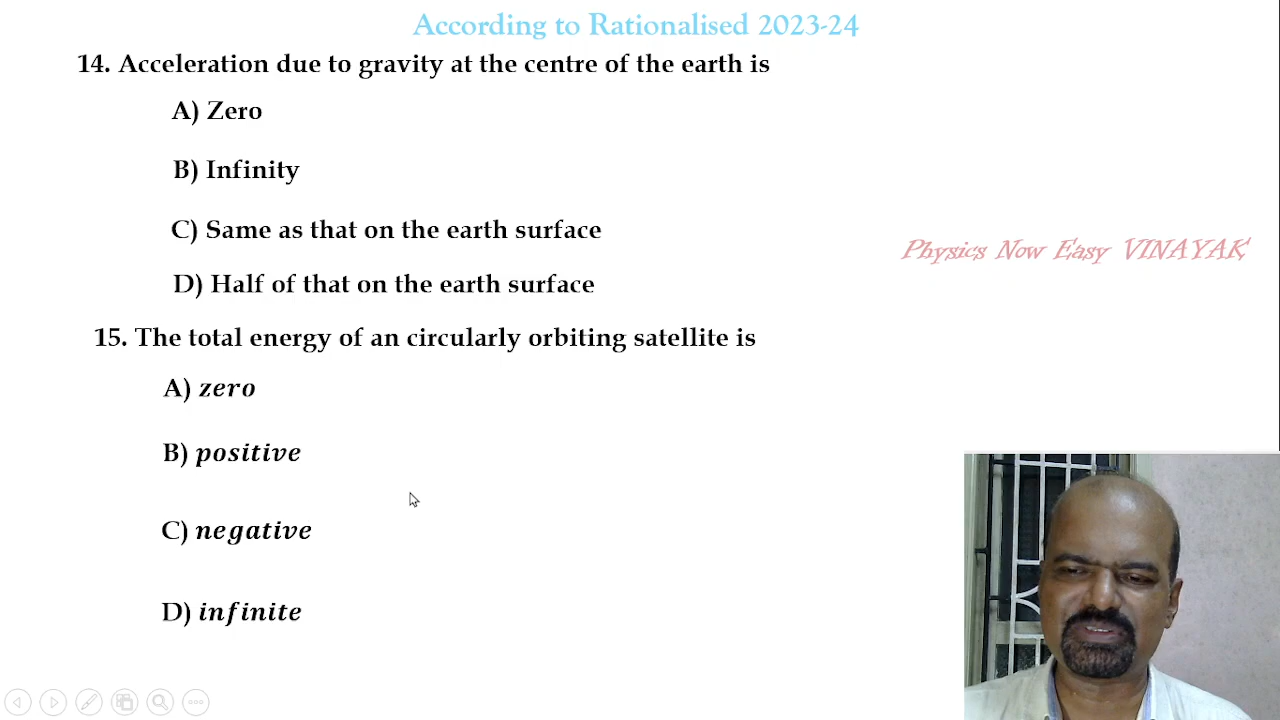 According to Rationalised 2023-24
14. Acceleration due to gravity at the centre of the earth is
A) Zero
B) Infinity
C) Same as that on the earth surface
Physics Now Easy VINAYAK
D) Half of that on the earth surface
15. The total energy of an circularly orbiting satellite is
A) zero
B) positive
C) negative
D) infinite